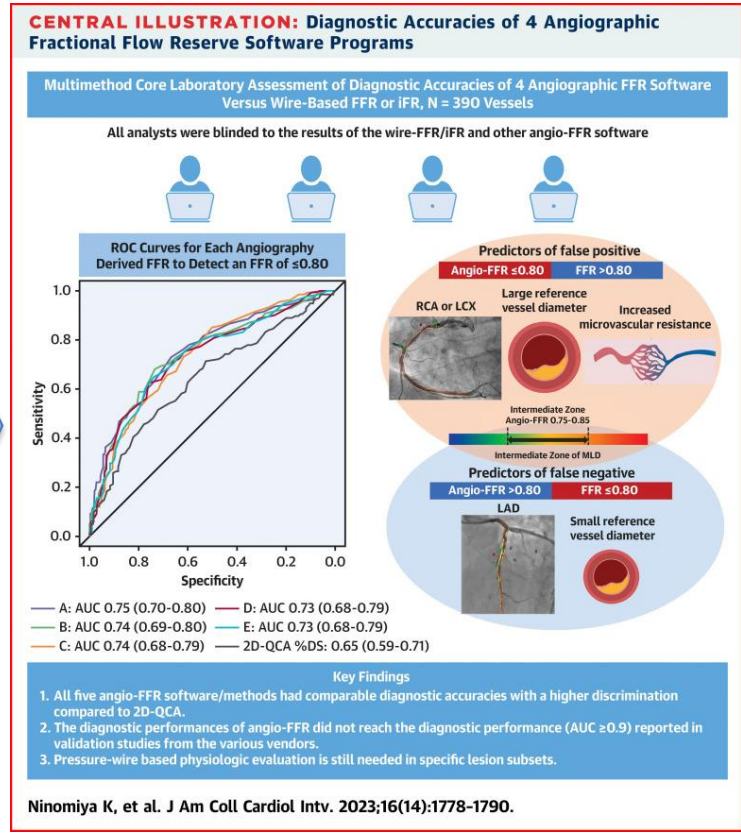 CENTRAL ILLUSTRATION: Diagnostic Accuracies of 4 Angiographic
Fractional Flow Reserve Software Programs
Multimethod Core Laboratory Assessment of Diagnostic Accuracies of 4 Angiographic FFR Software
Versus Wire-Based FFR or iFR, N = 390 Vessels
All analysts were blinded to the results of the wire-FFR/iFR and other angio-FFR software
ROC Curves for Each Angiography
Derived FFR to Detect an FFR of ≤0.80
1.0
0.8
0.6
0.4
0.2
0.0
Sensitivity
1.0 0.8 0.6 0.4 0.2 0.0
Specificity
A: AUC 0.75 (0.70-0.80)
B: AUC 0.74 (0.69-0.80)
C: AUC 0.74 (0.68-0.79)
D: AUC 0.73 (0.68-0.79)
E: AUC 0.73 (0.68-0.79)
2D-QCA %DS: 0.65 (0.59-0.71)
Predictors of false positive
Angio-FFR ≤0.80 FFR >0.80
RCA or LCX
Large reference
vessel diameter
Increased
microvascular resistance
Intermediate Zone
Angio-FFR 0.75-0.85
Intermediate Zone of MLD
Predictors of false negative
Angio-FFR >0.80 FFR ≤0.80
LAD
Small reference
vessel diameter
Key Findings
1. All five angio-FFR software/methods had comparable diagnostic accuracies with a higher discrimination
compared to 2D-QCA.
2. The diagnostic performances of angio-FFR did not reach the diagnostic performance (AUC ≥0.9) reported in
validation studies from the various vendors.
3. Pressure-wire based physiologic evaluation is still needed in specific lesion subsets.
Ninomiya K, et al. J Am Coll Cardiol Intv. 2023;16(14):1778-1790.